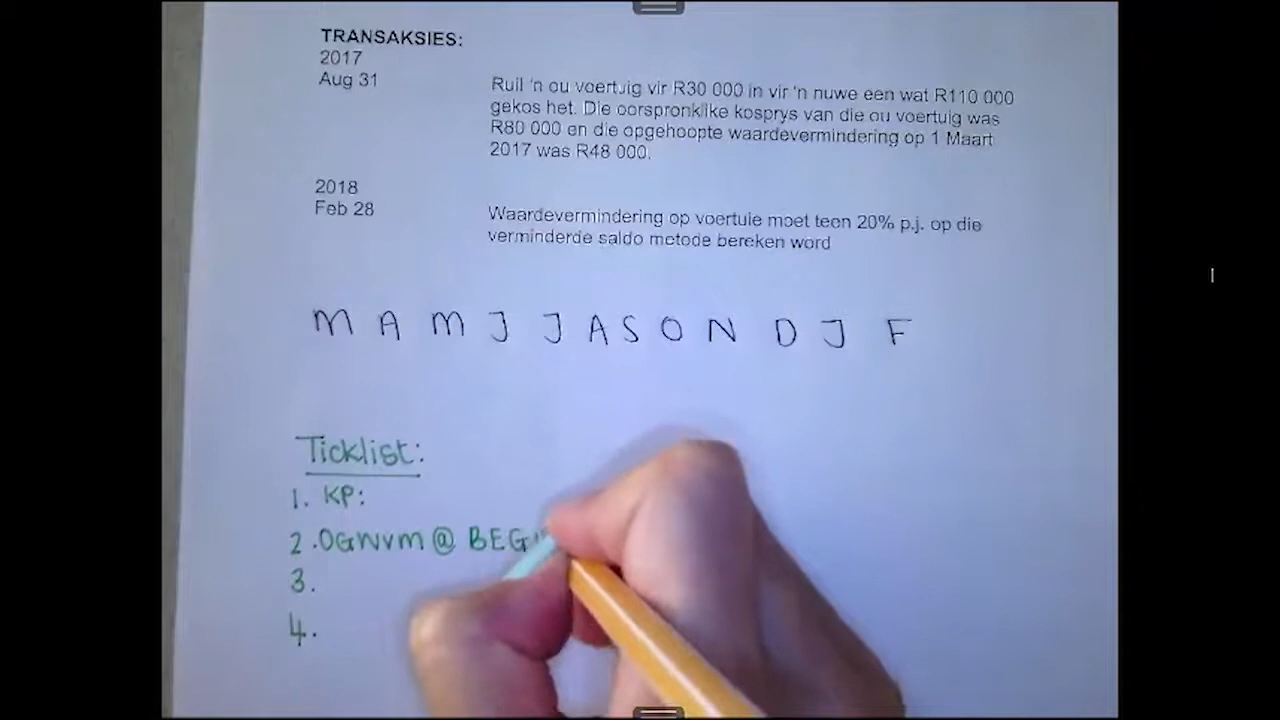 TRANSAKSIES:
2017
Aug 31
Ruil 'n ou voertuig vir R30 000 in vir 'n nuwe een wat R110 000
gekos het. Die oorspronklike kosprys van die ou voertuig was
R80 000 en die opgehoopte waardevermindering op 1 Maart
2017 was R48 000.
2018
Feb 28
Waardevermindering op voertuie moet teen 20% p.j. op die
verminderde saldo metode bereken word
M A M J J A S O N D J F
Ticklist:
1. KP:
2. OGWVM @ BEG
3.
4.